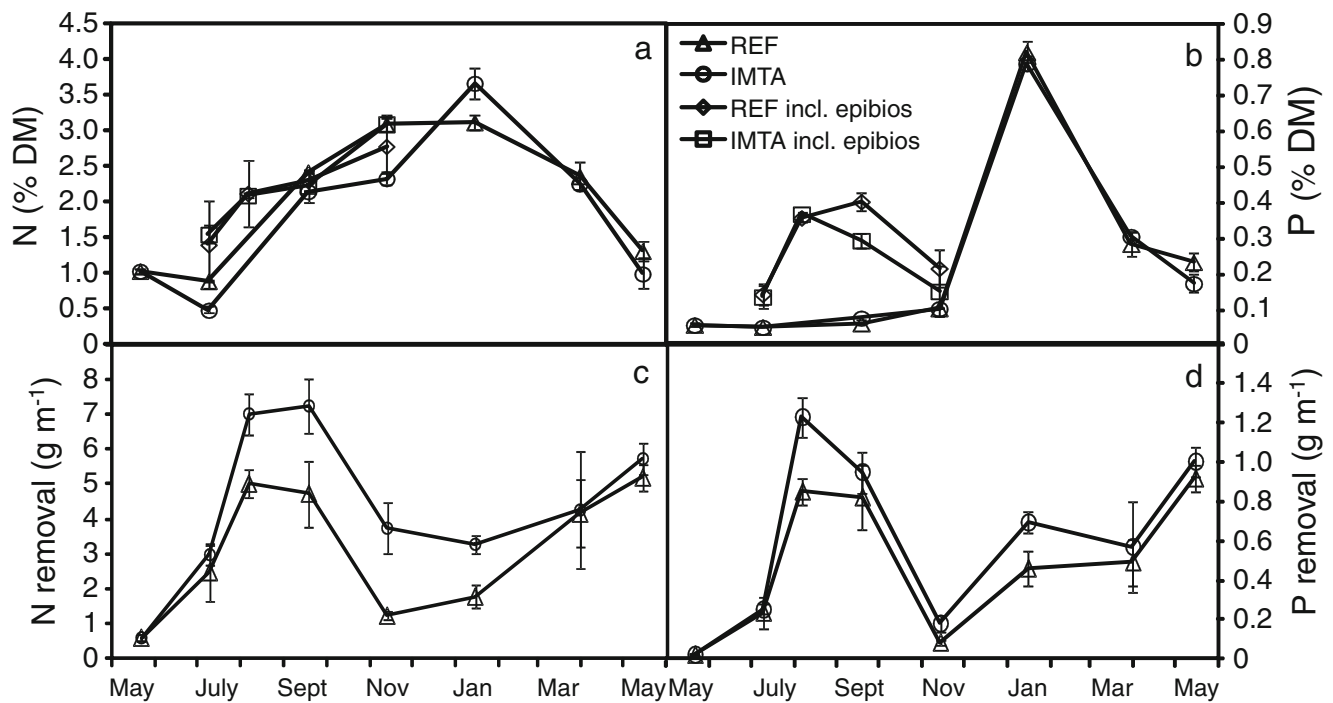 a
N (% DM)
4.5
4.0
3.5
3.0
2.5
2.0
1.5
1.0
0.5
0
b
REF
IMTA
REF incl. epibios
IMTA incl. epibios
P (% DM)
0.9
0.8
0.7
0.6
0.5
0.4
0.3
0.2
0.1
0
c
N removal (g m⁻¹)
8
7
6
5
4
3
2
1
0
May July Sept Nov Jan Mar May
d
P removal (g m⁻¹)
1.4
1.2
1.0
0.8
0.6
0.4
0.2
0
May July Sept Nov Jan Mar May